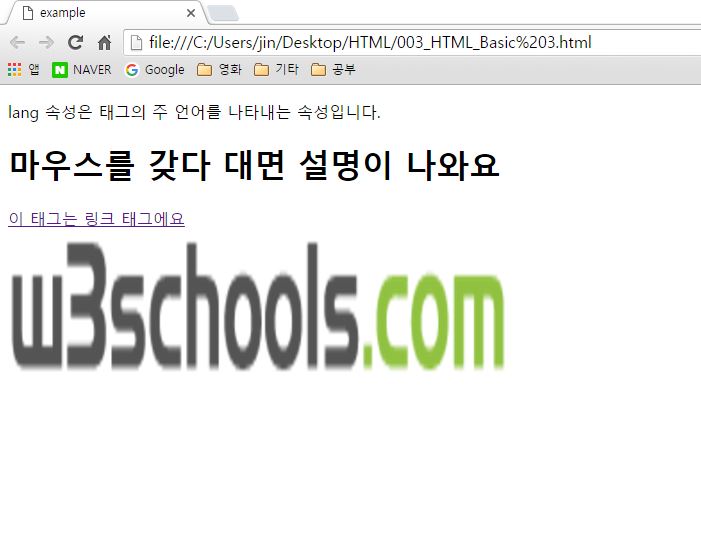 example
file:///C:/Users/jin/Desktop/HTML/003_HTML_Basic%203.html
앱 NAVER Google 영화 기타 공부
lang 속성은 태그의 주 언어를 나타내는 속성입니다.
마우스를 갖다 대면 설명이 나와요
이 태그는 링크 태그에요
w3schools.com